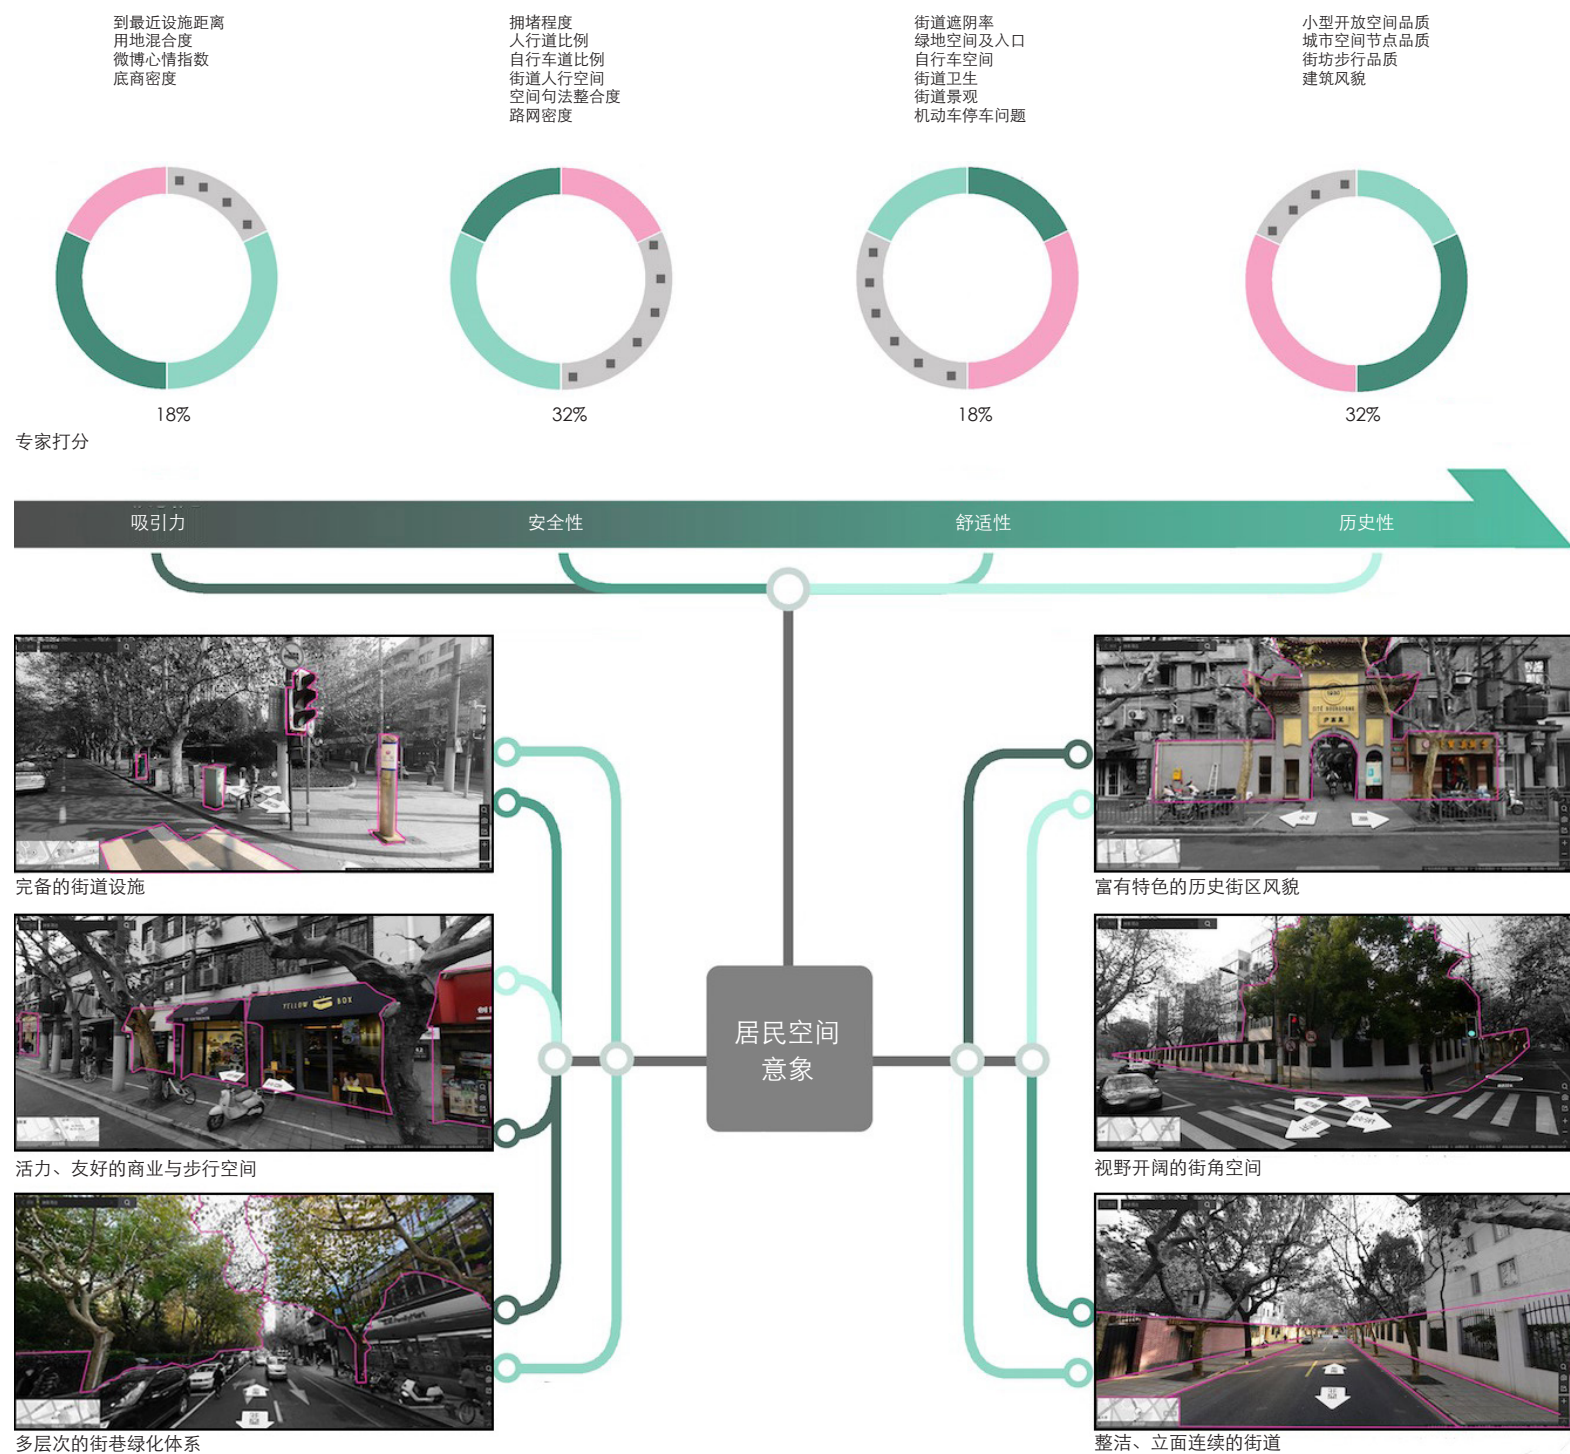 到最近设施距离
用地混合度
微博心情指数
底商密度
拥堵程度
人行道比例
自行车道比例
街道人行空间
空间句法整合度
路网密度
街道遮阴率
绿地空间及入口
自行车空间
街道卫生
街道景观
机动车停车问题
小型开放空间品质
城市空间节点品质
街坊步行品质
建筑风貌
18%
32%
18%
32%
专家打分
吸引力
安全性
舒适性
历史性
完备的街道设施
YELLOW BOX
活力、友好的商业与步行空间
多层次的街巷绿化体系
居民空间
意象
富有特色的历史街区风貌
视野开阔的街角空间
整洁、立面连续的街道